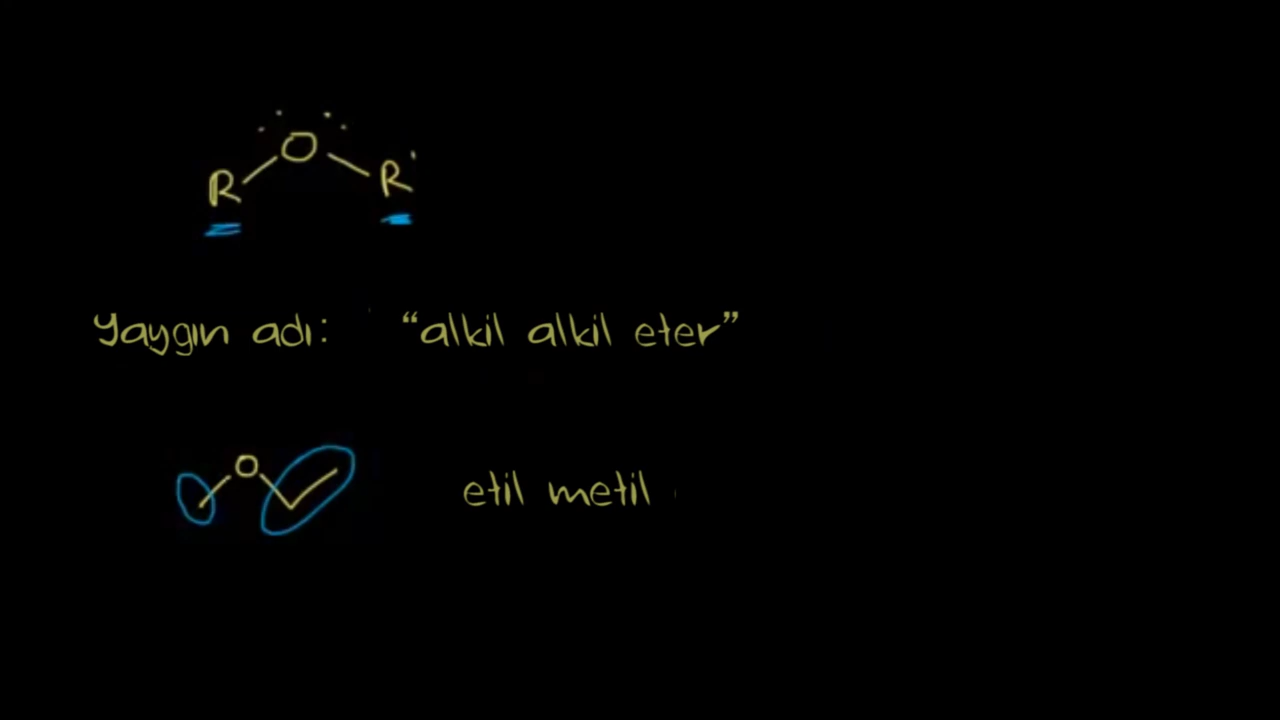 O
R R'
Yaygın adı: “alkil alkil eter”
O etil metil